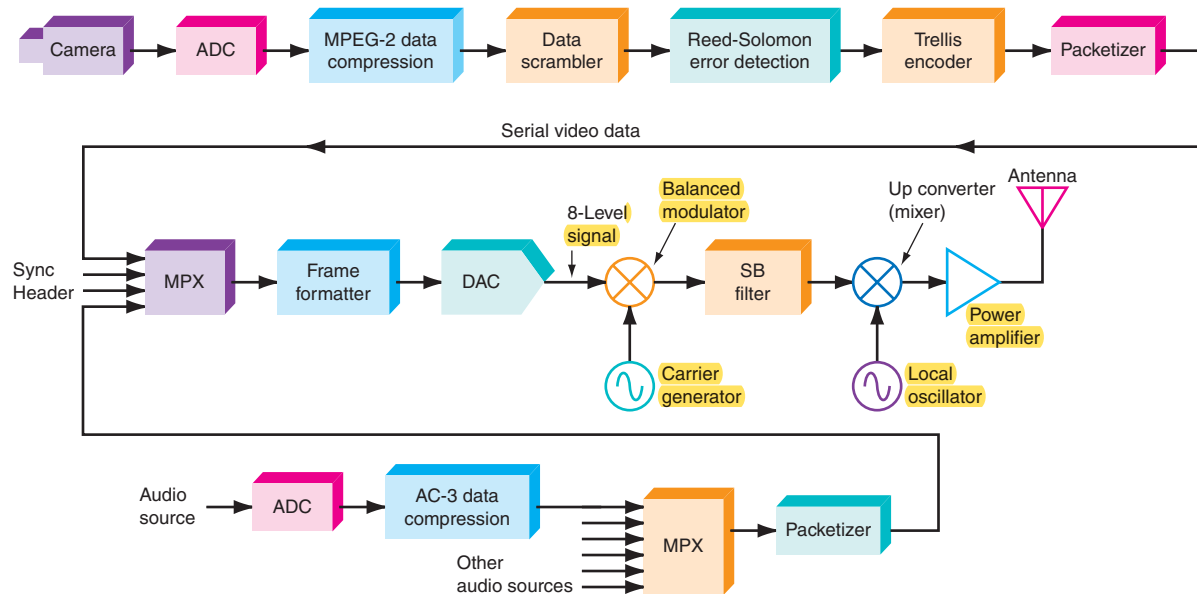 Camera
ADC
MPEG-2 data
compression
Data
scrambler
Reed-Solomon
error detection
Trellis
encoder
Packetizer
Serial video data
Sync
Header
MPX
Frame
formatter
DAC
8-Level
signal
Balanced
modulator
Carrier
generator
SB
filter
Up converter
(mixer)
Local
oscillator
Power
amplifier
Antenna
Audio
source
ADC
AC-3 data
compression
Other
audio sources
MPX
Packetizer